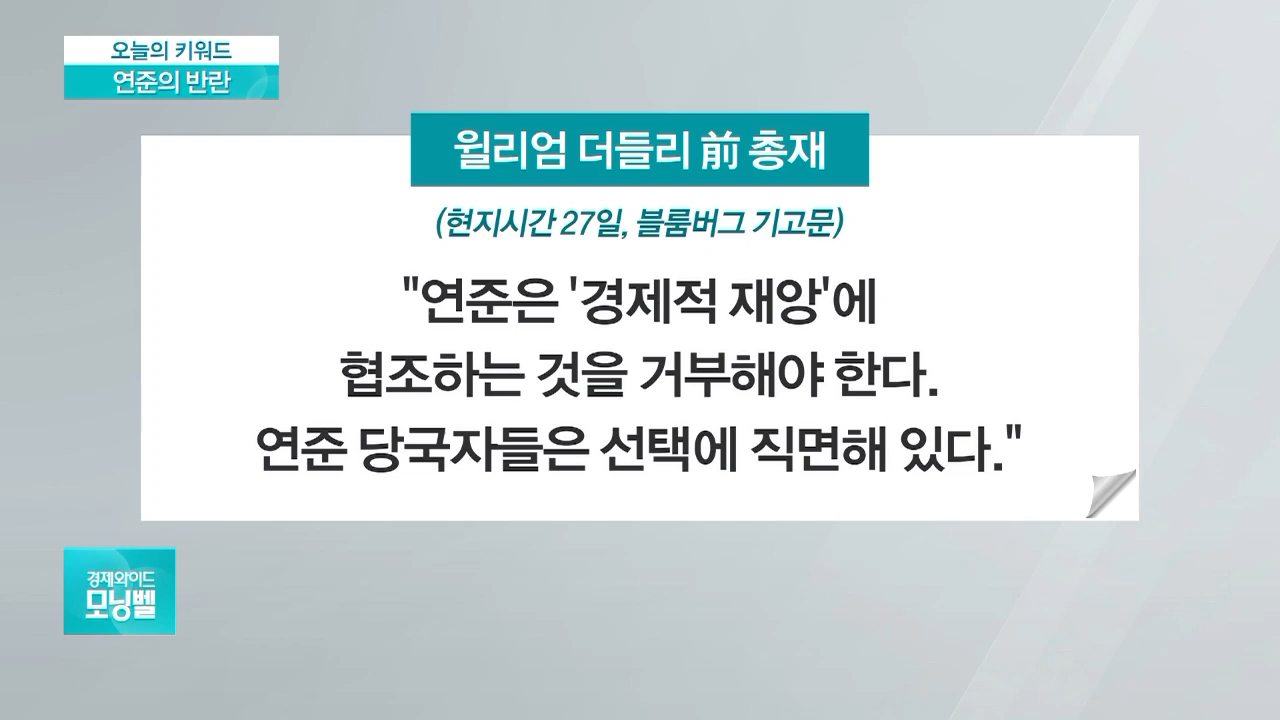 오늘의 키워드
연준의 반란
윌리엄 더들리 前 총재
(현지시간 27일, 블룸버그 기고문)
"연준은 '경제적 재앙'에
협조하는 것을 거부해야 한다.
연준 당국자들은 선택에 직면해 있다."
경제와이드
모닝벨